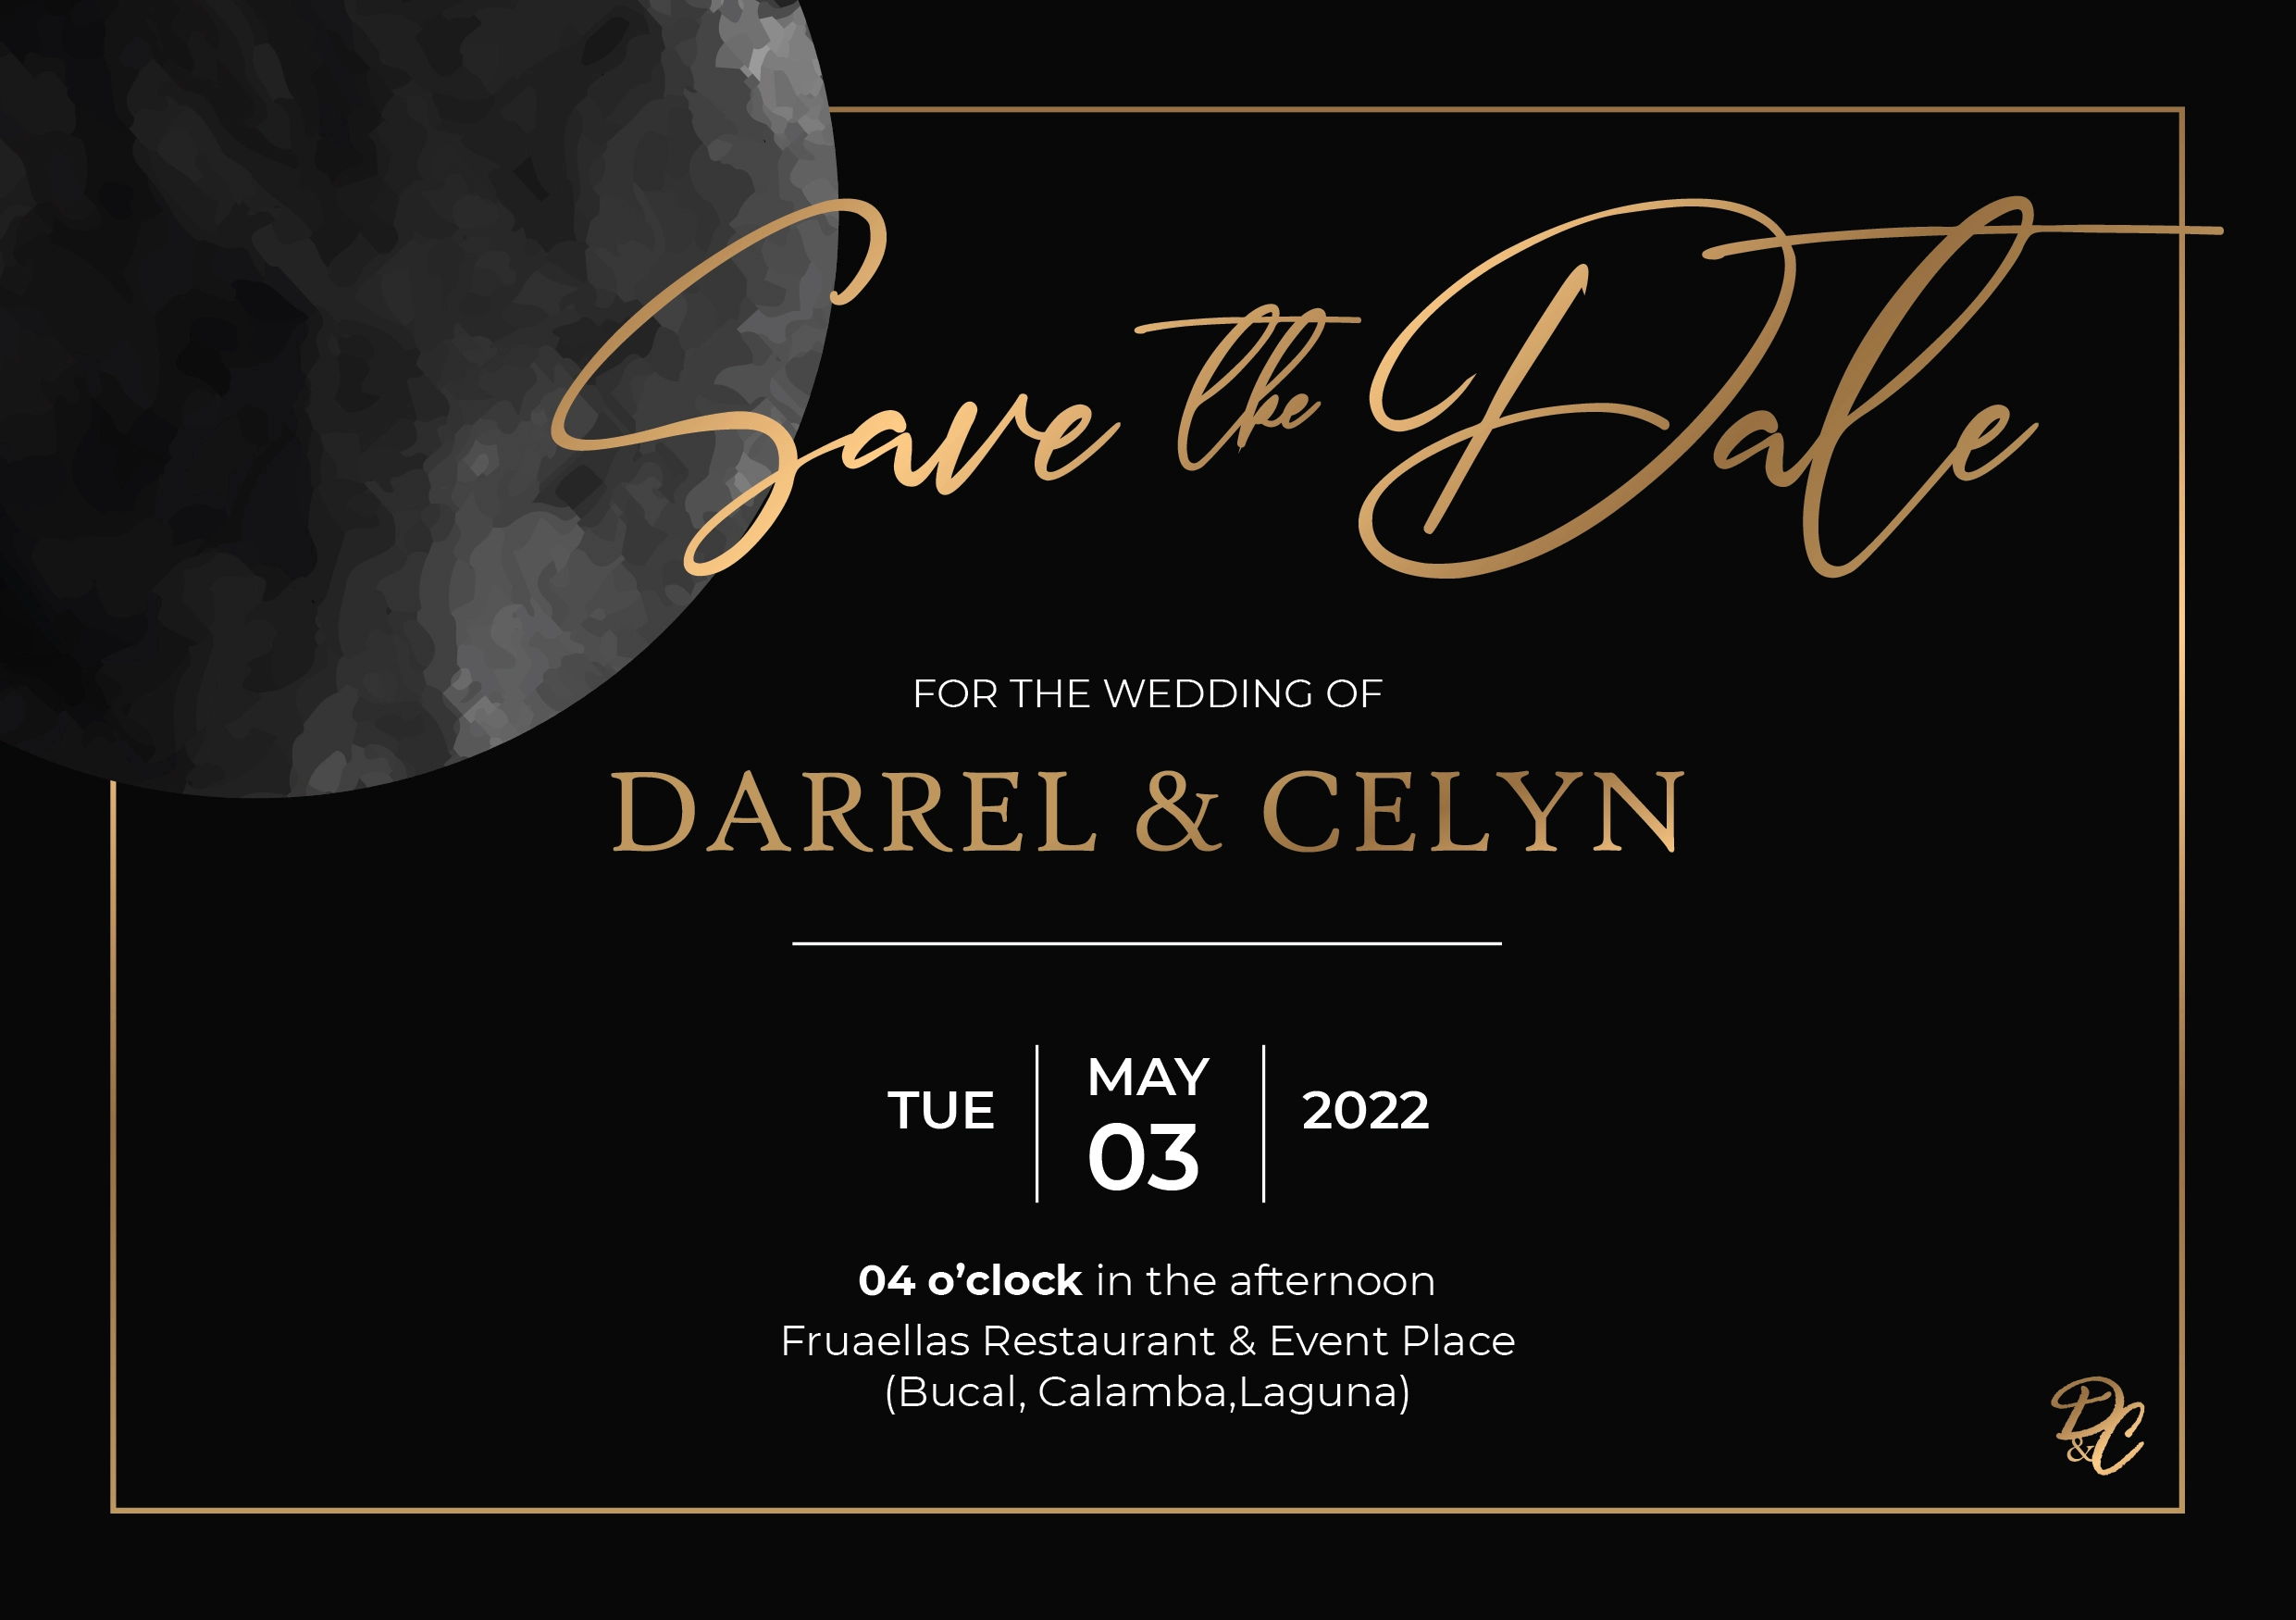 Save the Date
FOR THE WEDDING OF
DARREL & CELYN
TUE
MAY
03
2022
04 o’clock in the afternoon
Fruaellas Restaurant & Event Place
(Bucal, Calamba,Laguna)
D
&C